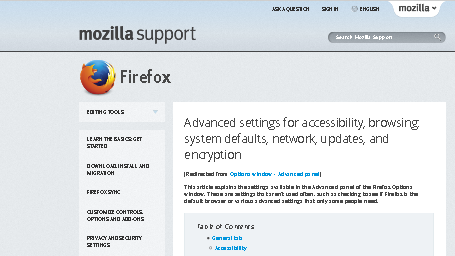 ASK A QUESTION SIGN IN ENGLISH mozilla
mozilla support
Search Mozilla Support
Firefox
EDITING TOOLS
LEARN THE BASICS: GET
STARTED
DOWNLOAD, INSTALL AND
MIGRATION
FIREFOX SYNC
CUSTOMIZE CONTROLS,
OPTIONS AND ADD-ONS
PRIVACY AND SECURITY
SETTINGS
Advanced settings for accessibility, browsing,
system defaults, network, updates, and
encryption
(Redirected from Options window - Advanced panel)
This article explains the settings available in the Advanced panel of the Firefox Options
window. These are settings that aren't used often, such as checking to see if Firefox is the
default browser or various advanced settings that only some people need.
Table of Contents
General tab
Accessibility